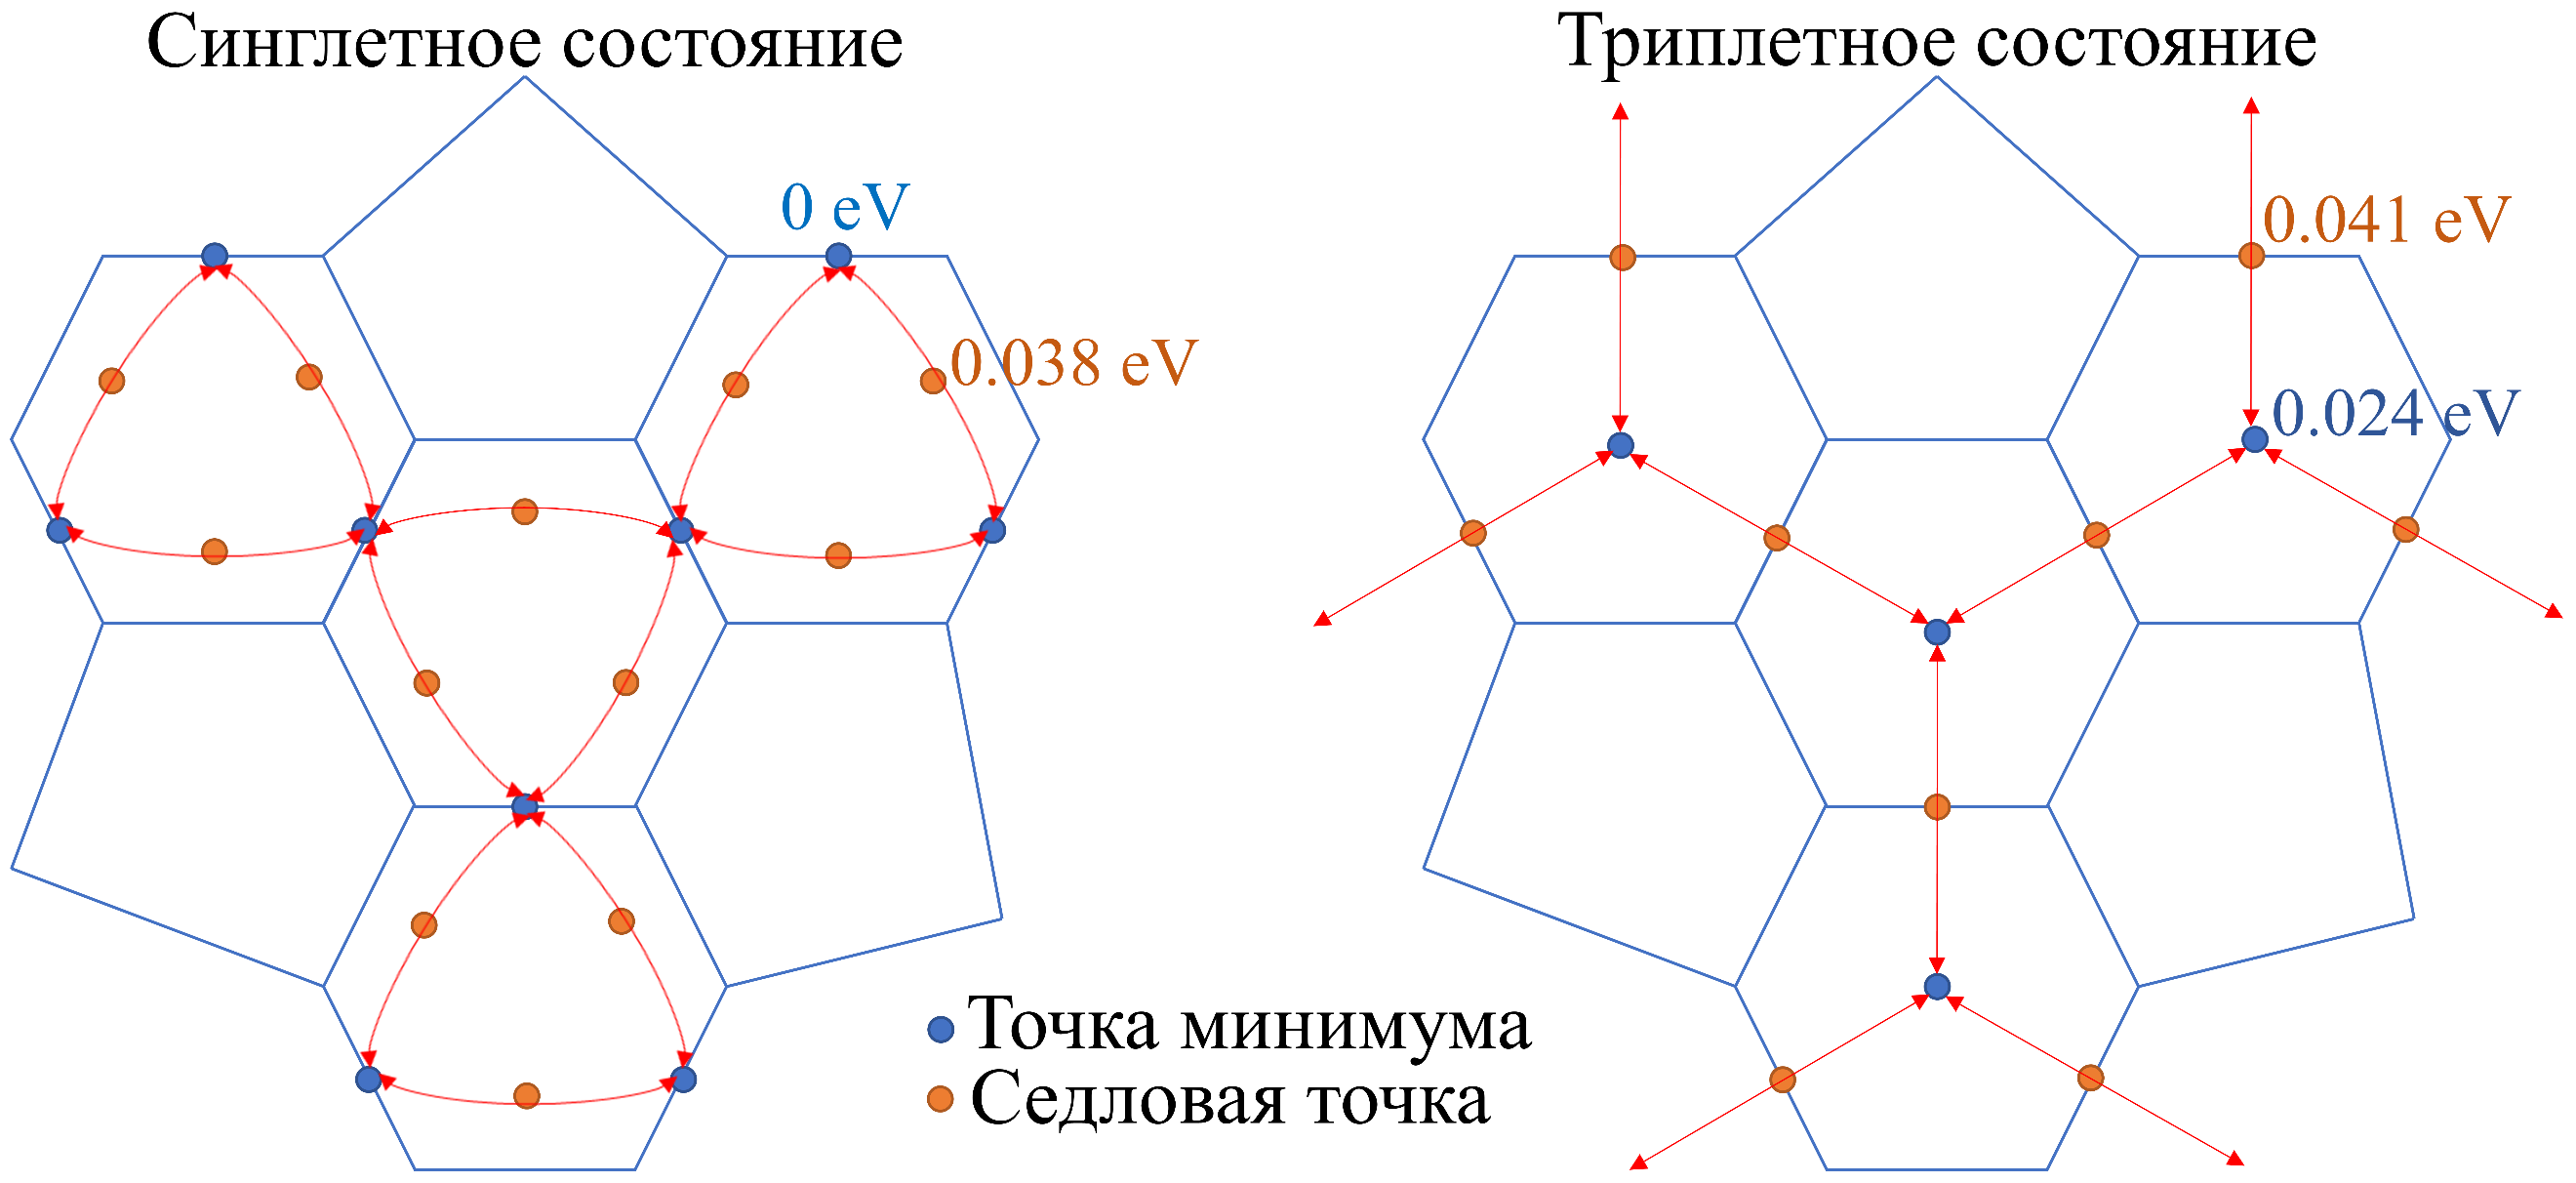 Синглетное состояние
Триплетное состояние
0 eV
0.041 eV
0.038 eV
0.024 eV
Точка минимума
Седловая точка